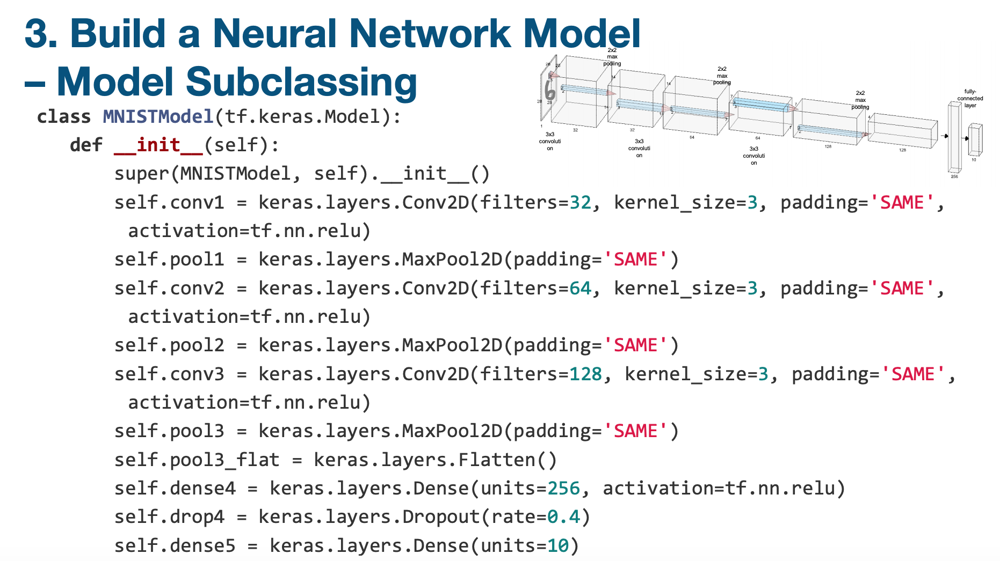 3. Build a Neural Network Model
– Model Subclassing
class MNISTModel(tf.keras.Model):
def __init__(self):
super(MNISTModel, self).__init__()
self.conv1 = keras.layers.Conv2D(filters=32, kernel_size=3, padding='SAME',
activation=tf.nn.relu)
self.pool1 = keras.layers.MaxPool2D(padding='SAME')
self.conv2 = keras.layers.Conv2D(filters=64, kernel_size=3, padding='SAME',
activation=tf.nn.relu)
self.pool2 = keras.layers.MaxPool2D(padding='SAME')
self.conv3 = keras.layers.Conv2D(filters=128, kernel_size=3, padding='SAME',
activation=tf.nn.relu)
self.pool3 = keras.layers.MaxPool2D(padding='SAME')
self.pool3_flat = keras.layers.Flatten()
self.dense4 = keras.layers.Dense(units=256, activation=tf.nn.relu)
self.drop4 = keras.layers.Dropout(rate=0.4)
self.dense5 = keras.layers.Dense(units=10)
2x2
max
pooling
2x2
max
pooling
2x2
max
pooling
fully-
connected
layer
28
28
28
6
1
32
14
14
32
14
14
64
7
7
64
7
7
128
4
128
256
10
3x3
convoluti
on
3x3
convoluti
on
3x3
convoluti
on